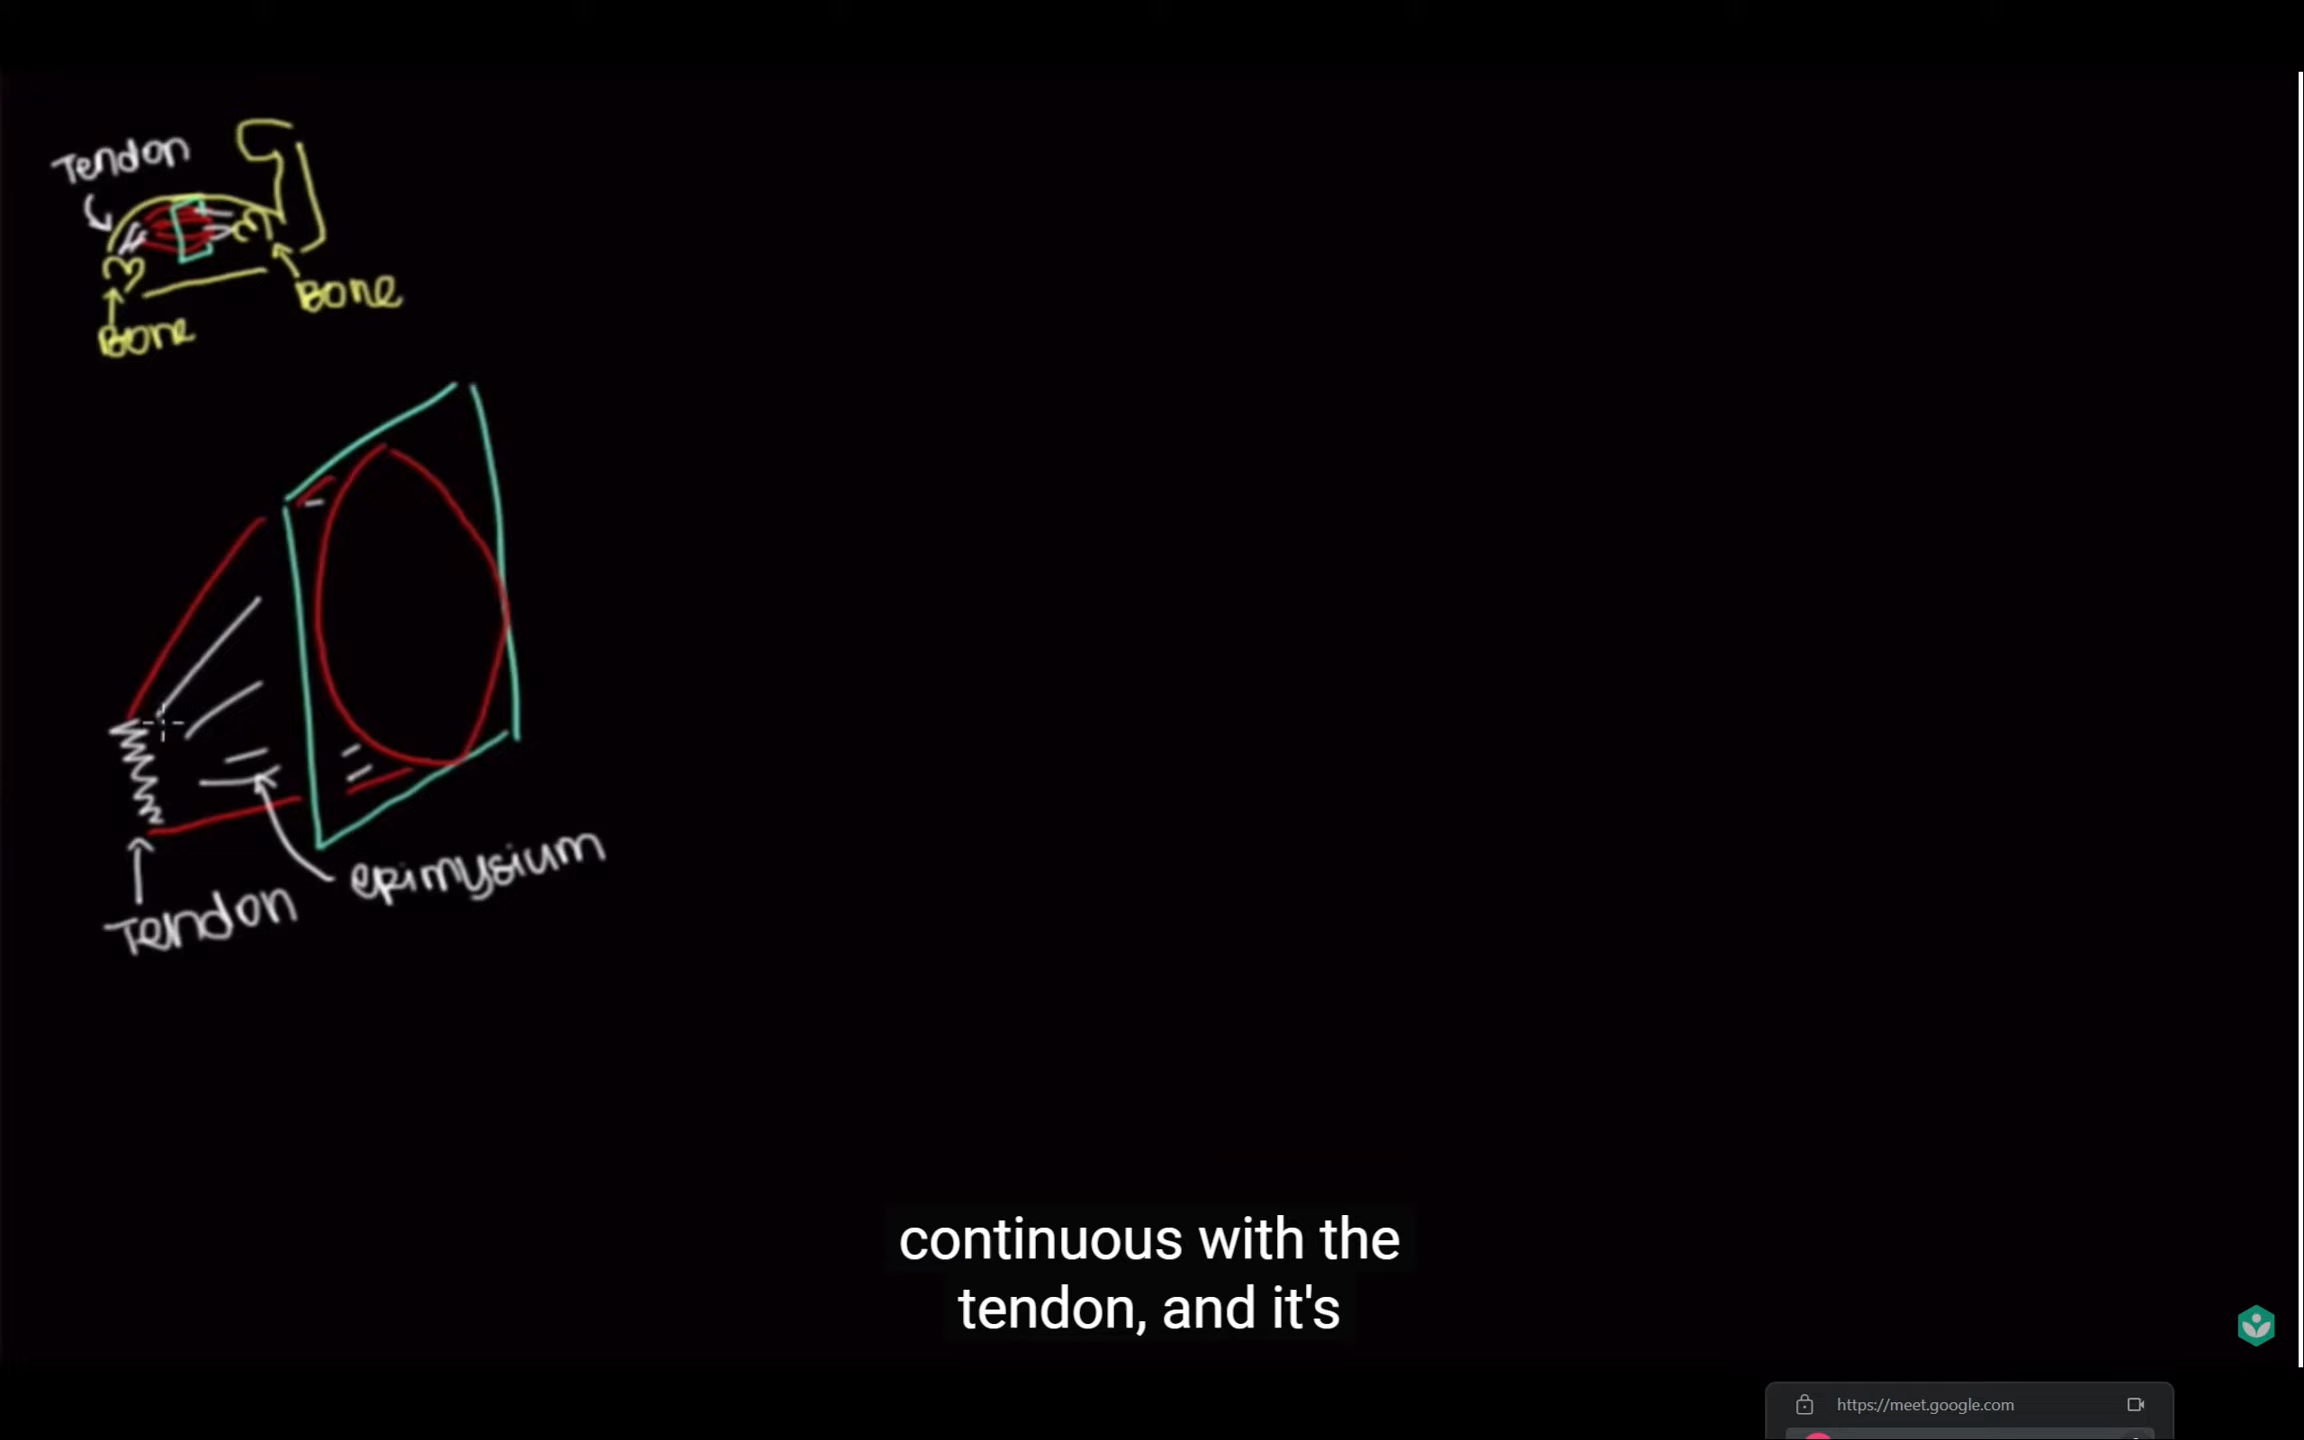 Tendon
Bone
Bone
epimysium
Tendon
continuous with the
tendon, and it's
https://meet.google.com